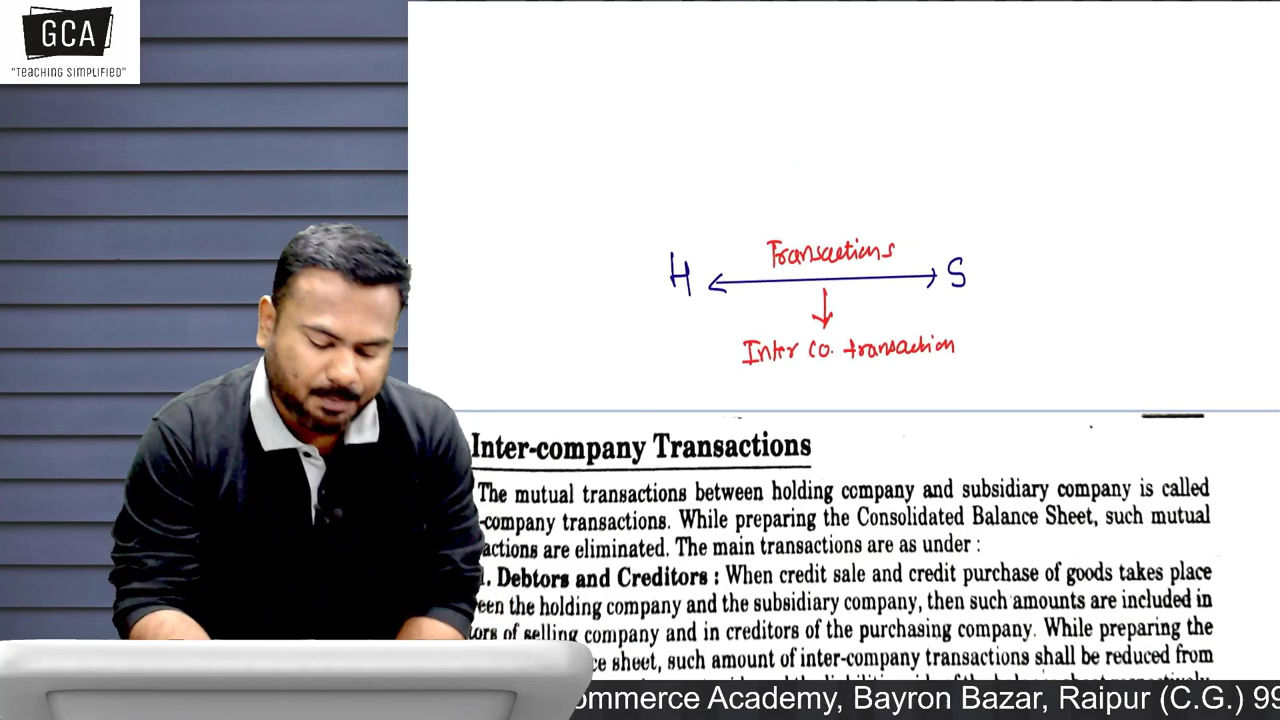 GCA
"TEACHING SIMPLIFIED"
Transactions
H S
Inter co. transaction
Inter-company Transactions
The mutual transactions between holding company and subsidiary company is called
-company transactions. While preparing the Consolidated Balance Sheet, such mutual
actions are eliminated. The main transactions are as under :
1. Debtors and Creditors : When credit sale and credit purchase of goods takes place
een the holding company and the subsidiary company, then such amounts are included in
tors of selling company and in creditors of the purchasing company. While preparing the
ce sheet, such amount of inter-company transactions shall be reduced from
ommerce Academy, Bayron Bazar, Raipur (C.G.) 99